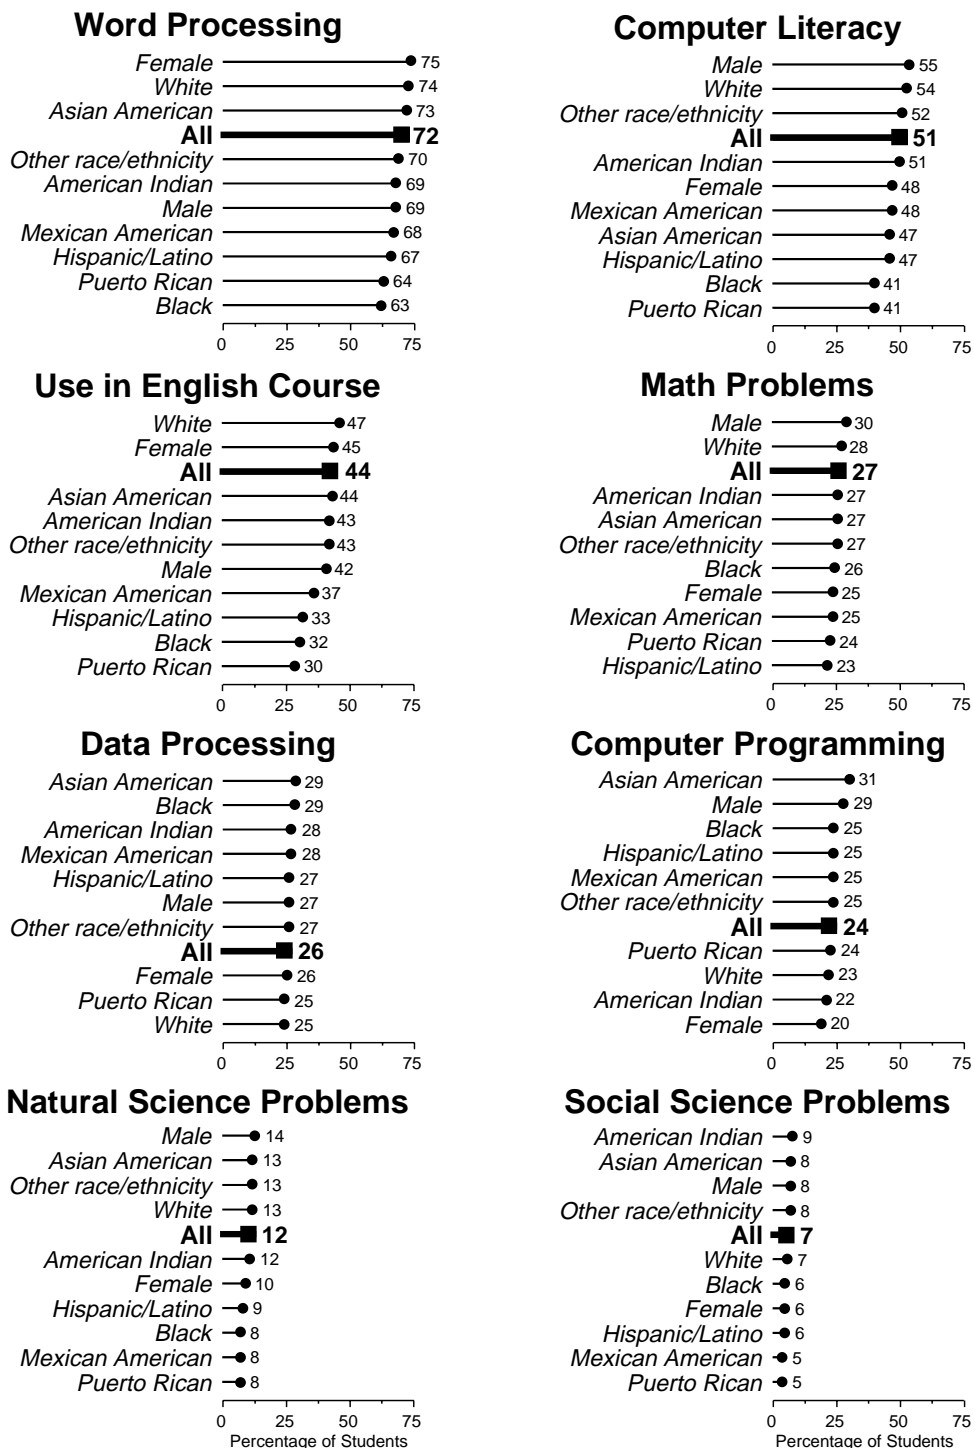 Word Processing
Female 75
White 74
Asian American 73
All 72
Other race/ethnicity 70
American Indian 69
Male 69
Mexican American 68
Hispanic/Latino 67
Puerto Rican 64
Black 63
0 25 50 75
Computer Literacy
Male 55
White 54
Other race/ethnicity 52
All 51
American Indian 51
Female 48
Mexican American 48
Asian American 47
Hispanic/Latino 47
Black 41
Puerto Rican 41
0 25 50 75
Use in English Course
White 47
Female 45
All 44
Asian American 44
American Indian 43
Other race/ethnicity 43
Male 42
Mexican American 37
Hispanic/Latino 33
Black 32
Puerto Rican 30
0 25 50 75
Math Problems
Male 30
White 28
All 27
American Indian 27
Asian American 27
Other race/ethnicity 27
Black 26
Female 25
Mexican American 25
Puerto Rican 24
Hispanic/Latino 23
0 25 50 75
Data Processing
Asian American 29
Black 29
American Indian 28
Mexican American 28
Hispanic/Latino 27
Male 27
Other race/ethnicity 27
All 26
Female 26
Puerto Rican 25
White 25
0 25 50 75
Computer Programming
Asian American 31
Male 29
Black 25
Hispanic/Latino 25
Mexican American 25
Other race/ethnicity 25
All 24
Puerto Rican 24
White 23
American Indian 22
Female 20
0 25 50 75
Natural Science Problems
Male 14
Asian American 13
Other race/ethnicity 13
White 13
All 12
American Indian 12
Female 10
Hispanic/Latino 9
Black 8
Mexican American 8
Puerto Rican 8
0 25 50 75
Percentage of Students
Social Science Problems
American Indian 9
Asian American 8
Male 8
Other race/ethnicity 8
All 7
White 7
Black 6
Female 6
Hispanic/Latino 6
Mexican American 5
Puerto Rican 5
0 25 50 75
Percentage of Students